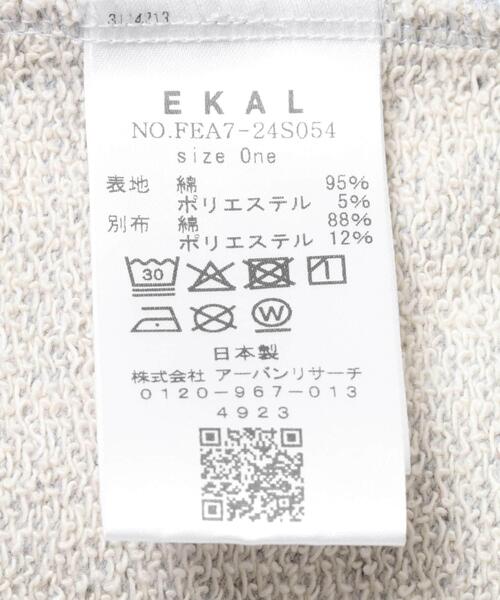 EKAL
NO.FEA7-24S054
size One
表地 綿 95%
ポリエステル 5%
別布 綿 88%
ポリエステル 12%
30
W
日本製
株式会社 アーバンリサーチ
0120-967-013
4923